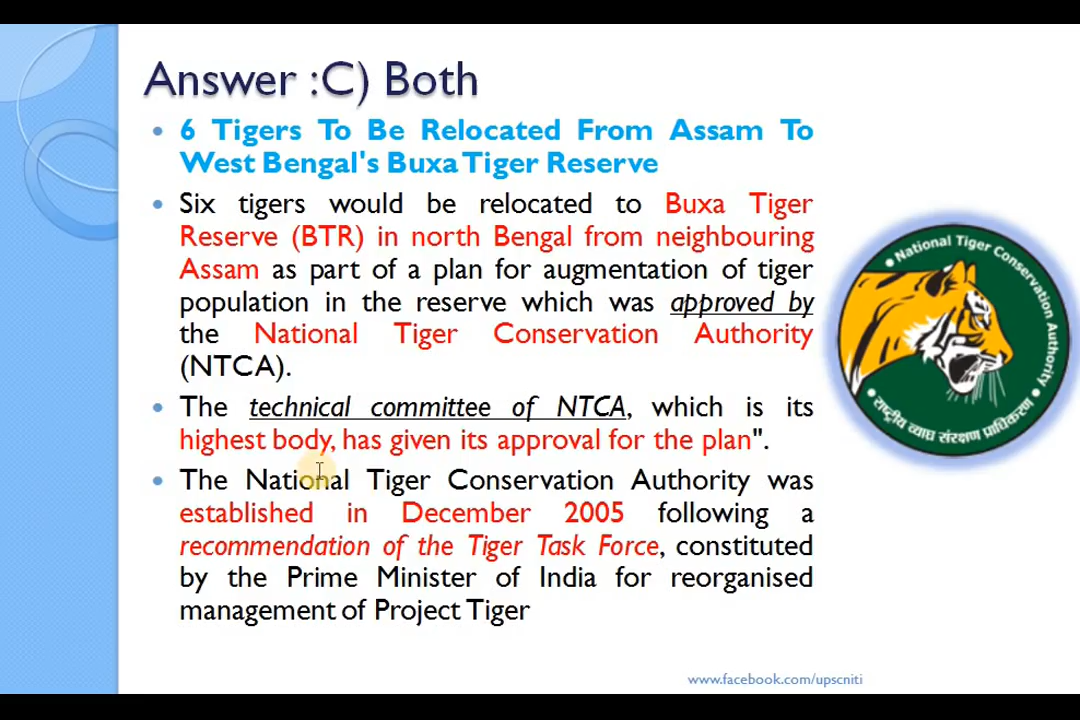 Answer :C) Both
• 6 Tigers To Be Relocated From Assam To
West Bengal's Buxa Tiger Reserve
• Six tigers would be relocated to Buxa Tiger
Reserve (BTR) in north Bengal from neighbouring
Assam as part of a plan for augmentation of tiger
population in the reserve which was approved by
the National Tiger Conservation Authority
(NTCA).
• The technical committee of NTCA, which is its
highest body, has given its approval for the plan".
• The National Tiger Conservation Authority was
established in December 2005 following a
recommendation of the Tiger Task Force, constituted
by the Prime Minister of India for reorganised
management of Project Tiger
National Tiger Conservation Authority
राष्ट्रीय व्याघ्र संरक्षण प्राधिकरण
www.facebook.com/upscniti